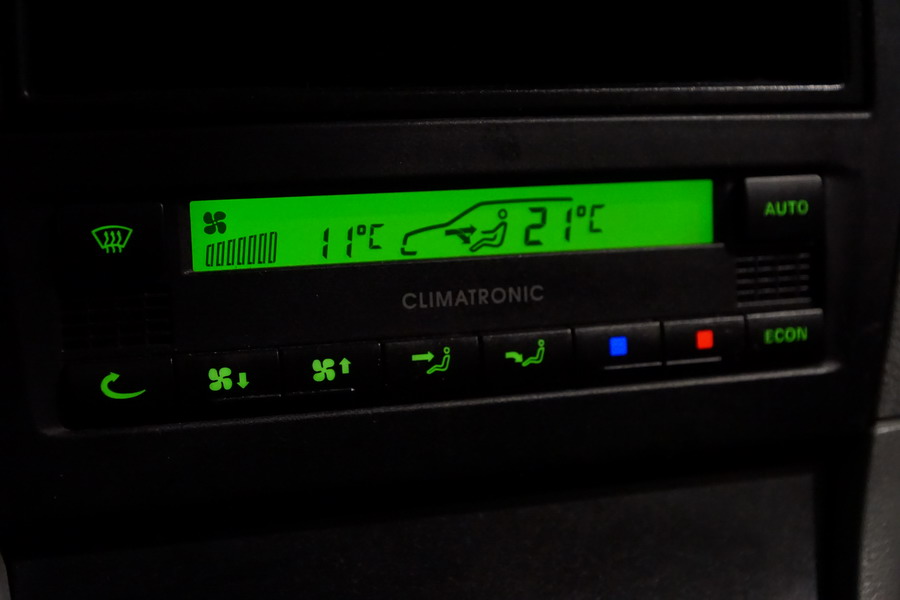 11°C 21°C
AUTO
CLIMATRONIC
ECON